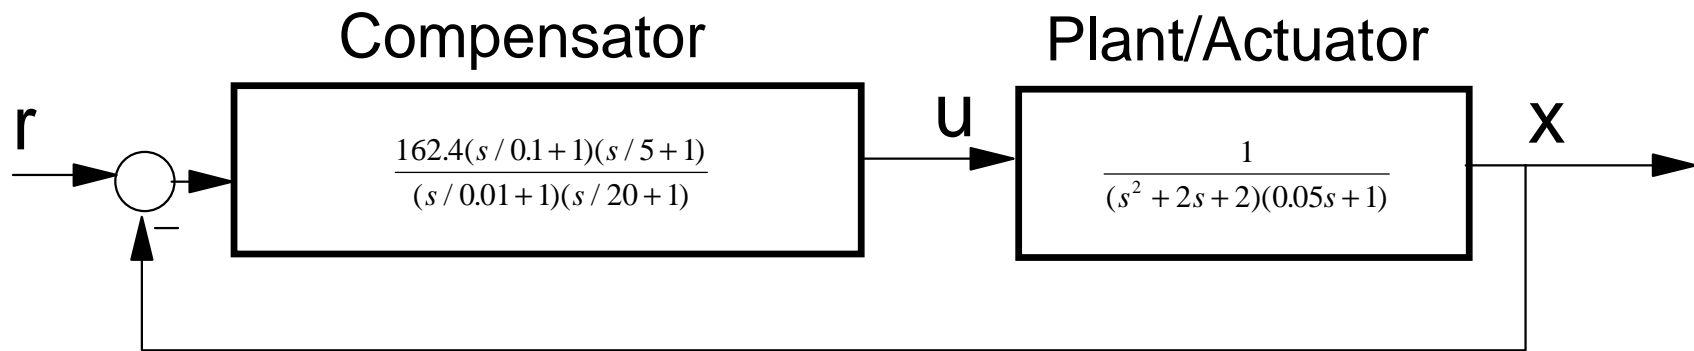 Compensator
Plant/Actuator
r
162.4(s / 0.1 + 1)(s / 5 + 1)
(s / 0.01 + 1)(s / 20 + 1)
u
1
(s² + 2s + 2)(0.05s + 1)
x
−